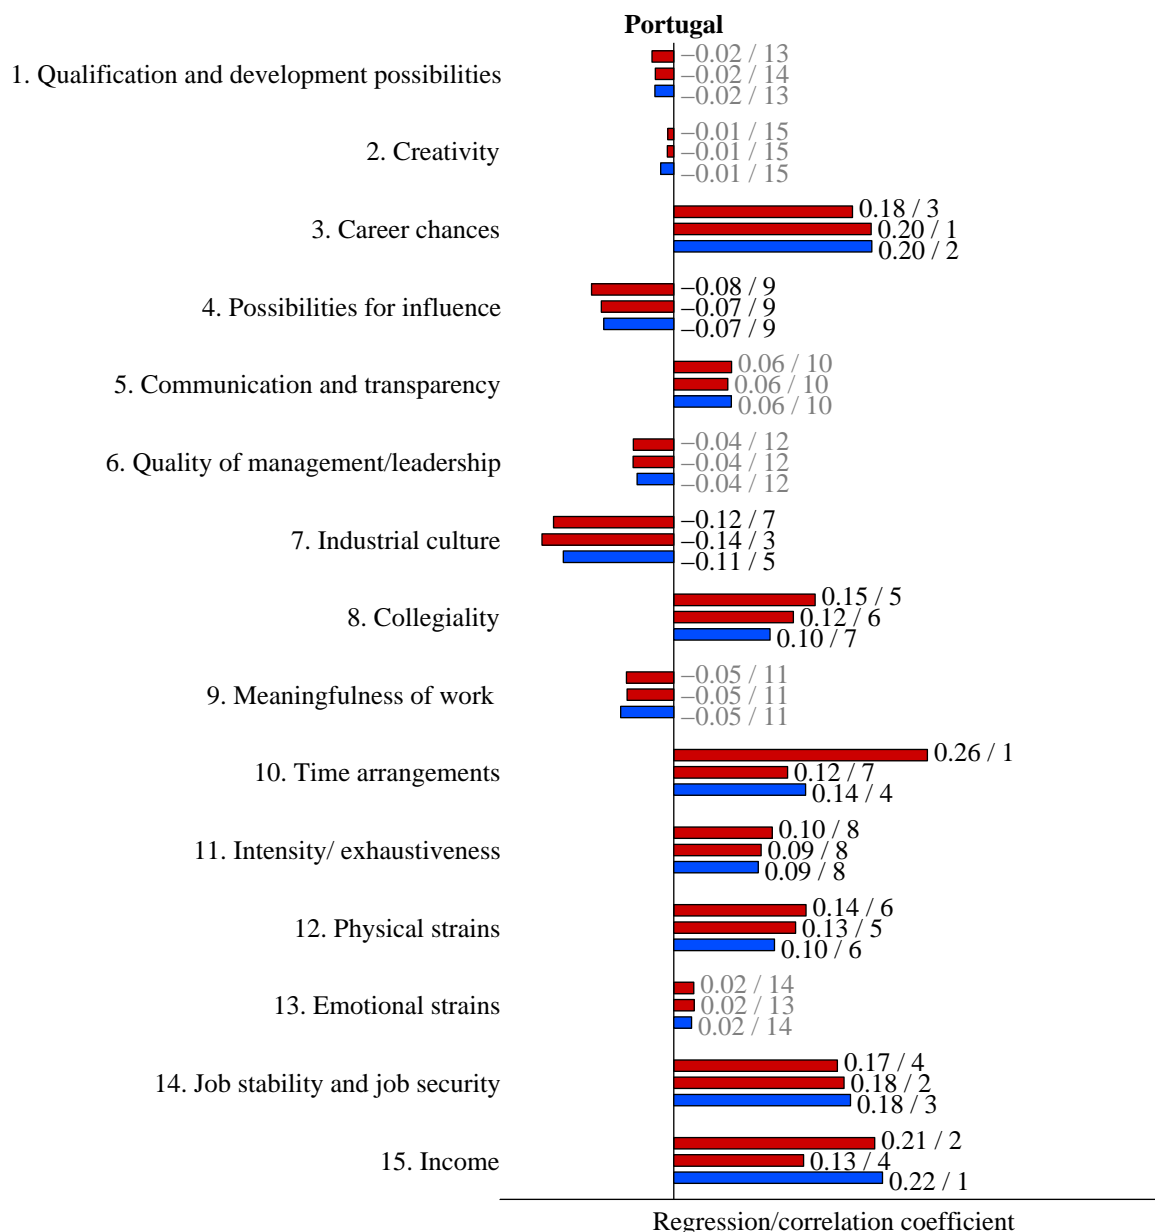 Portugal
1. Qualification and development possibilities
–0.02 / 13
–0.02 / 14
–0.02 / 13
2. Creativity
–0.01 / 15
–0.01 / 15
–0.01 / 15
3. Career chances
0.18 / 3
0.20 / 1
0.20 / 2
4. Possibilities for influence
–0.08 / 9
–0.07 / 9
–0.07 / 9
5. Communication and transparency
0.06 / 10
0.06 / 10
0.06 / 10
6. Quality of management/leadership
–0.04 / 12
–0.04 / 12
–0.04 / 12
7. Industrial culture
–0.12 / 7
–0.14 / 3
–0.11 / 5
8. Collegiality
0.15 / 5
0.12 / 6
0.10 / 7
9. Meaningfulness of work
–0.05 / 11
–0.05 / 11
–0.05 / 11
10. Time arrangements
0.26 / 1
0.12 / 7
0.14 / 4
11. Intensity/ exhaustiveness
0.10 / 8
0.09 / 8
0.09 / 8
12. Physical strains
0.14 / 6
0.13 / 5
0.10 / 6
13. Emotional strains
0.02 / 14
0.02 / 13
0.02 / 14
14. Job stability and job security
0.17 / 4
0.18 / 2
0.18 / 3
15. Income
0.21 / 2
0.13 / 4
0.22 / 1
Regression/correlation coefficient